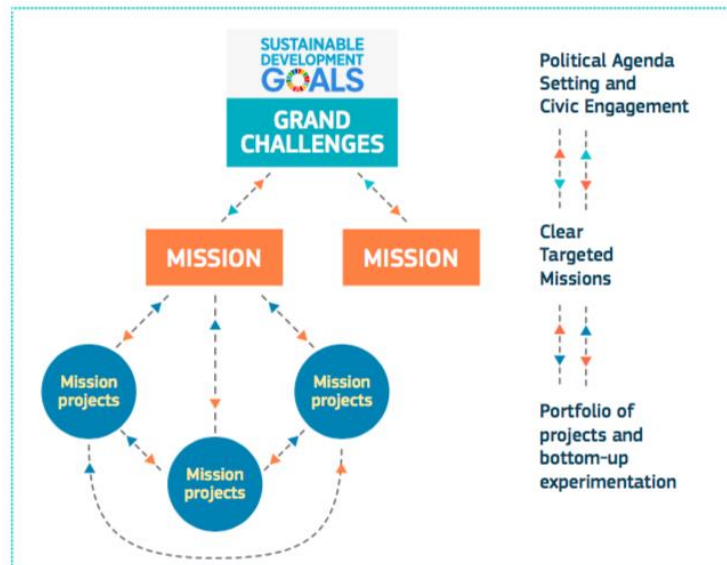 SUSTAINABLE
DEVELOPMENT
GOALS
GRAND
CHALLENGES
MISSION
MISSION
Mission
projects
Mission
projects
Mission
projects
Political Agenda
Setting and
Civic Engagement
Clear
Targeted
Missions
Portfolio of
projects and
bottom-up
experimentation